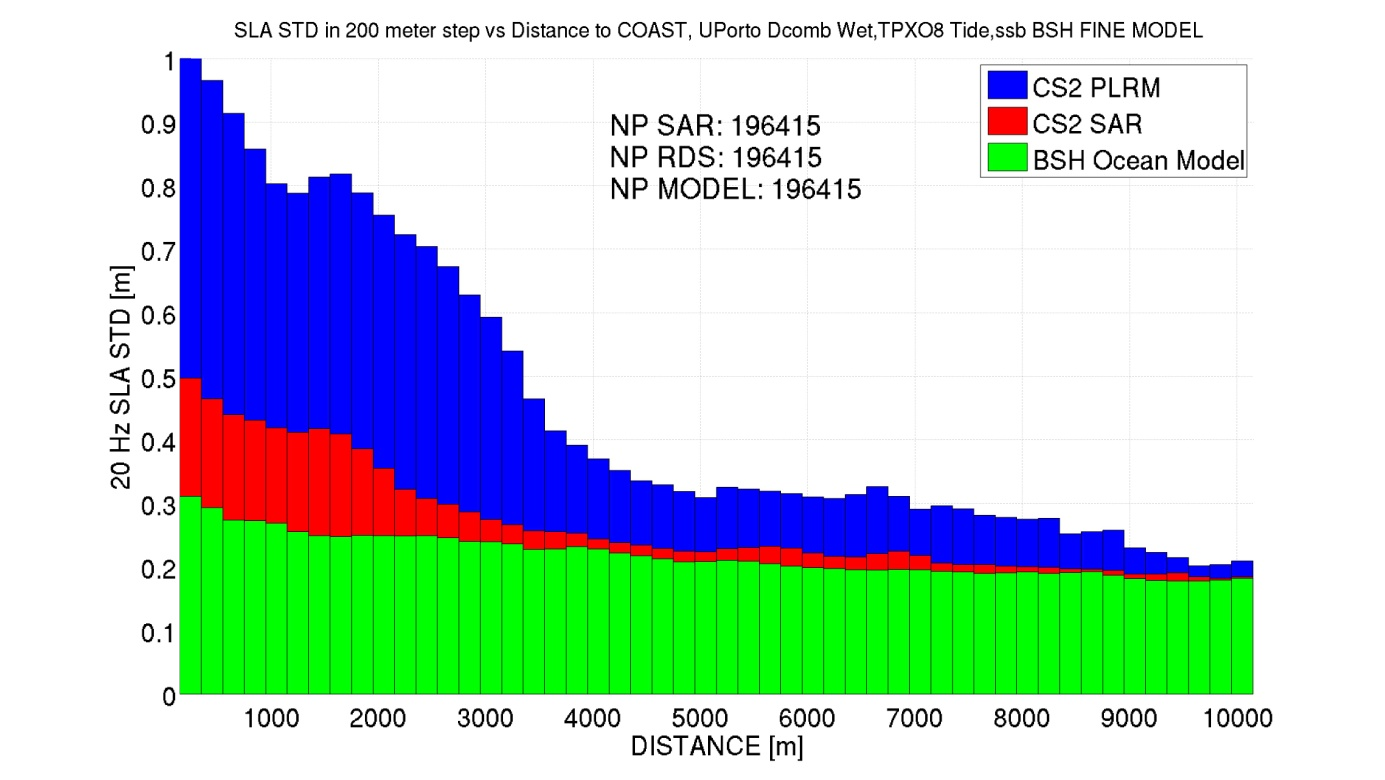 SLA STD in 200 meter step vs Distance to COAST, UPorto Dcomb Wet,TPXO8 Tide,ssb BSH FINE MODEL
CS2 PLRM
CS2 SAR
BSH Ocean Model
NP SAR: 196415
NP RDS: 196415
NP MODEL: 196415
20 Hz SLA STD [m]
1
0.9
0.8
0.7
0.6
0.5
0.4
0.3
0.2
0.1
0
1000 2000 3000 4000 5000 6000 7000 8000 9000 10000
DISTANCE [m]